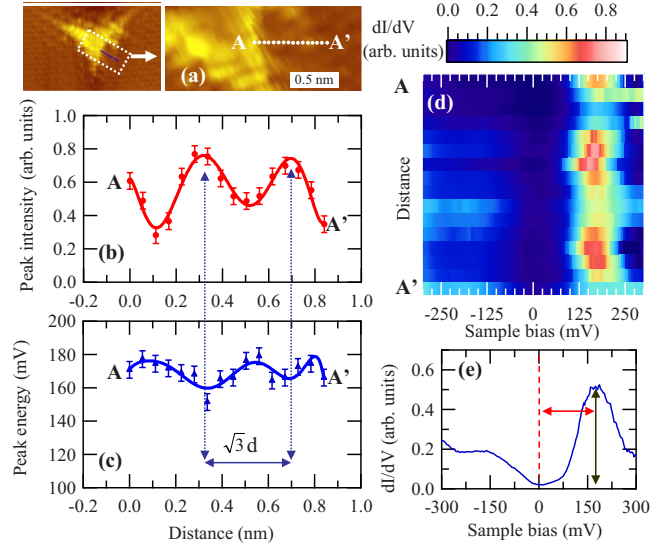 dI/dV
(arb. units)
0 0.2 0.4 0.6 0.8
A A'
(a)
0.5 nm
(d)
A
Distance
A'
-300 -150 0 150 300
Sample bias (mV)
Peak intensity (arb. units)
1.0
0.8
0.6
0.4
0.2
0.0
A
A'
(b)
-0.2 0.0 0.2 0.4 0.6 0.8 1.0
Peak energy (mV)
200
180
160
140
120
100
A
A'
√3 d
(c)
-0.2 0.0 0.2 0.4 0.6 0.8 1.0
Distance (nm)
(e)
dI/dV (arb. units)
0.6
0.4
0.2
0.0
-300 -150 0 150 300
Sample bias (mV)